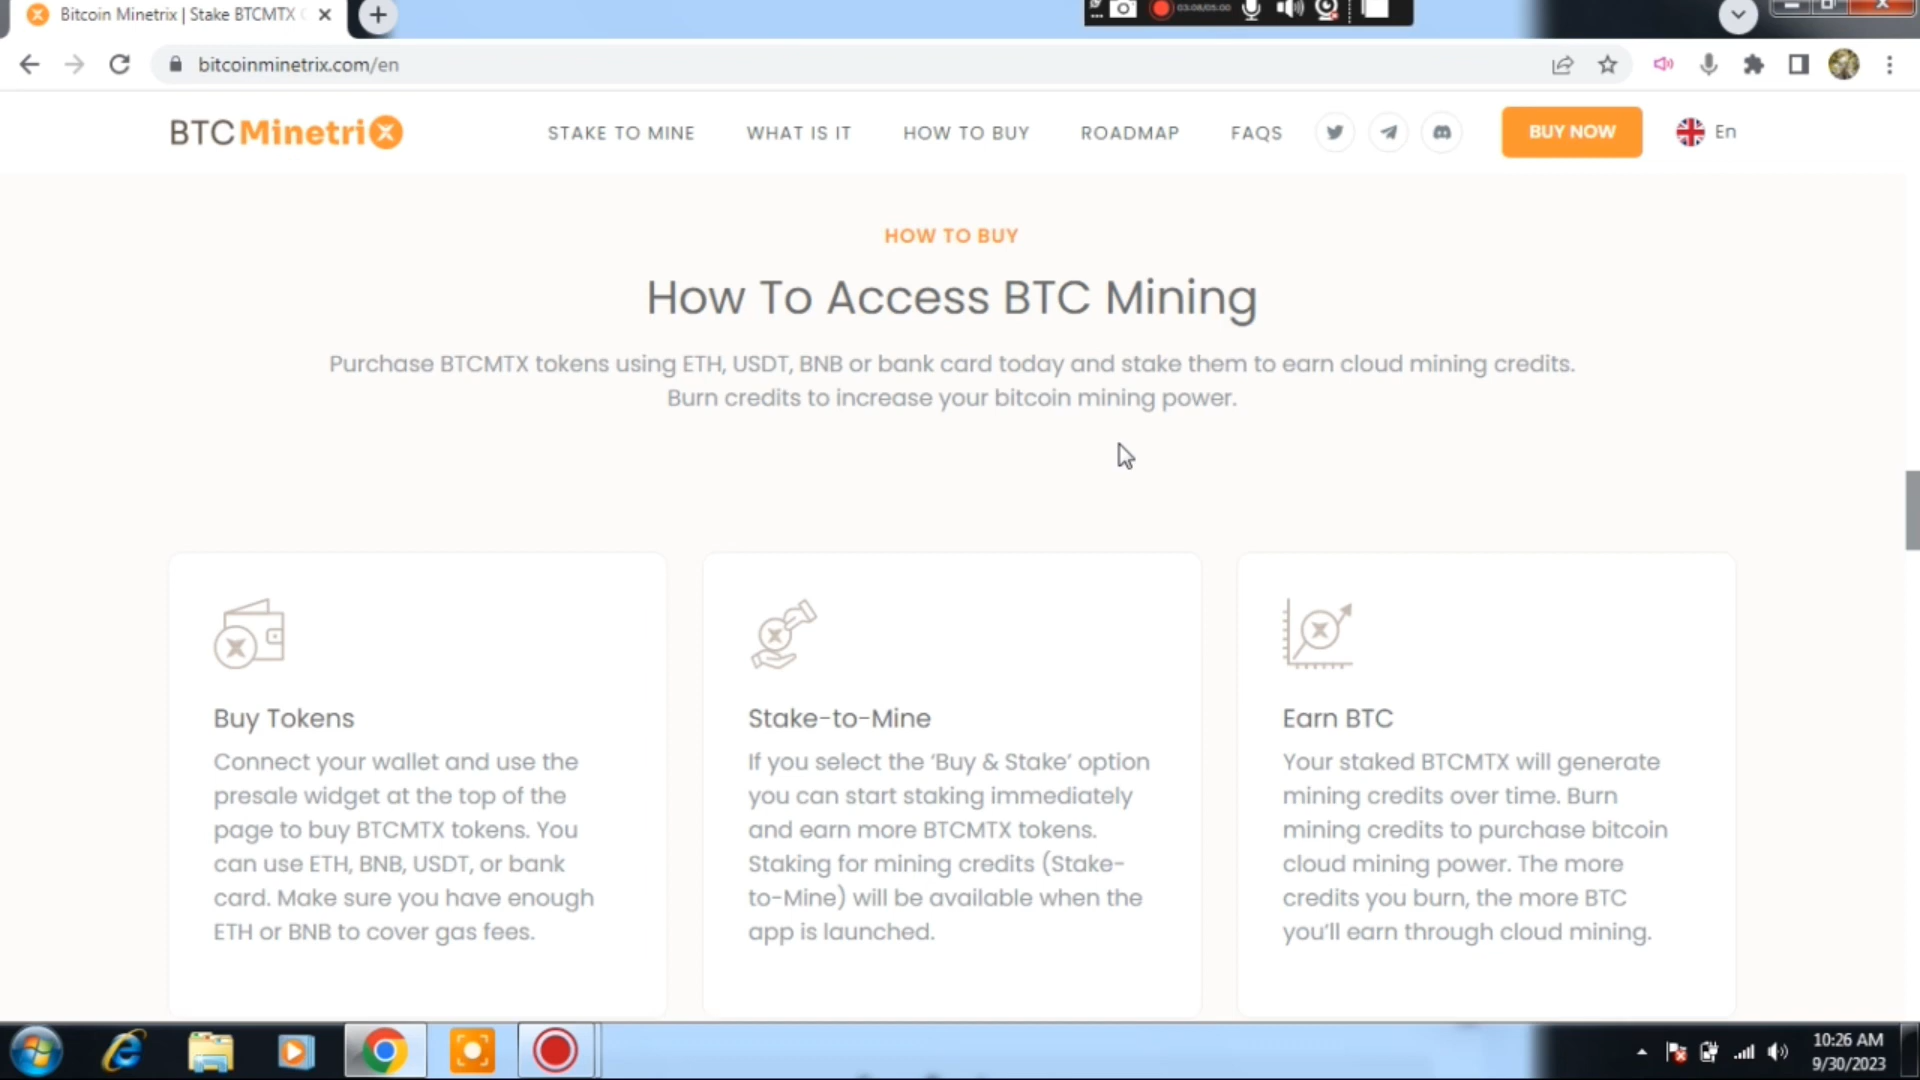 Bitcoin Minetrix | Stake BTCMTX
03:08/05:00
bitcoinminetrix.com/en
BTCMinetrix
STAKE TO MINE
WHAT IS IT
HOW TO BUY
ROADMAP
FAQS
BUY NOW
En
HOW TO BUY
How To Access BTC Mining
Purchase BTCMTX tokens using ETH, USDT, BNB or bank card today and stake them to earn cloud mining credits.
Burn credits to increase your bitcoin mining power.
Buy Tokens
Connect your wallet and use the
presale widget at the top of the
page to buy BTCMTX tokens. You
can use ETH, BNB, USDT, or bank
card. Make sure you have enough
ETH or BNB to cover gas fees.
Stake-to-Mine
If you select the ‘Buy & Stake’ option
you can start staking immediately
and earn more BTCMTX tokens.
Staking for mining credits (Stake-
to-Mine) will be available when the
app is launched.
Earn BTC
Your staked BTCMTX will generate
mining credits over time. Burn
mining credits to purchase bitcoin
cloud mining power. The more
credits you burn, the more BTC
you’ll earn through cloud mining.
10:26 AM
9/30/2023